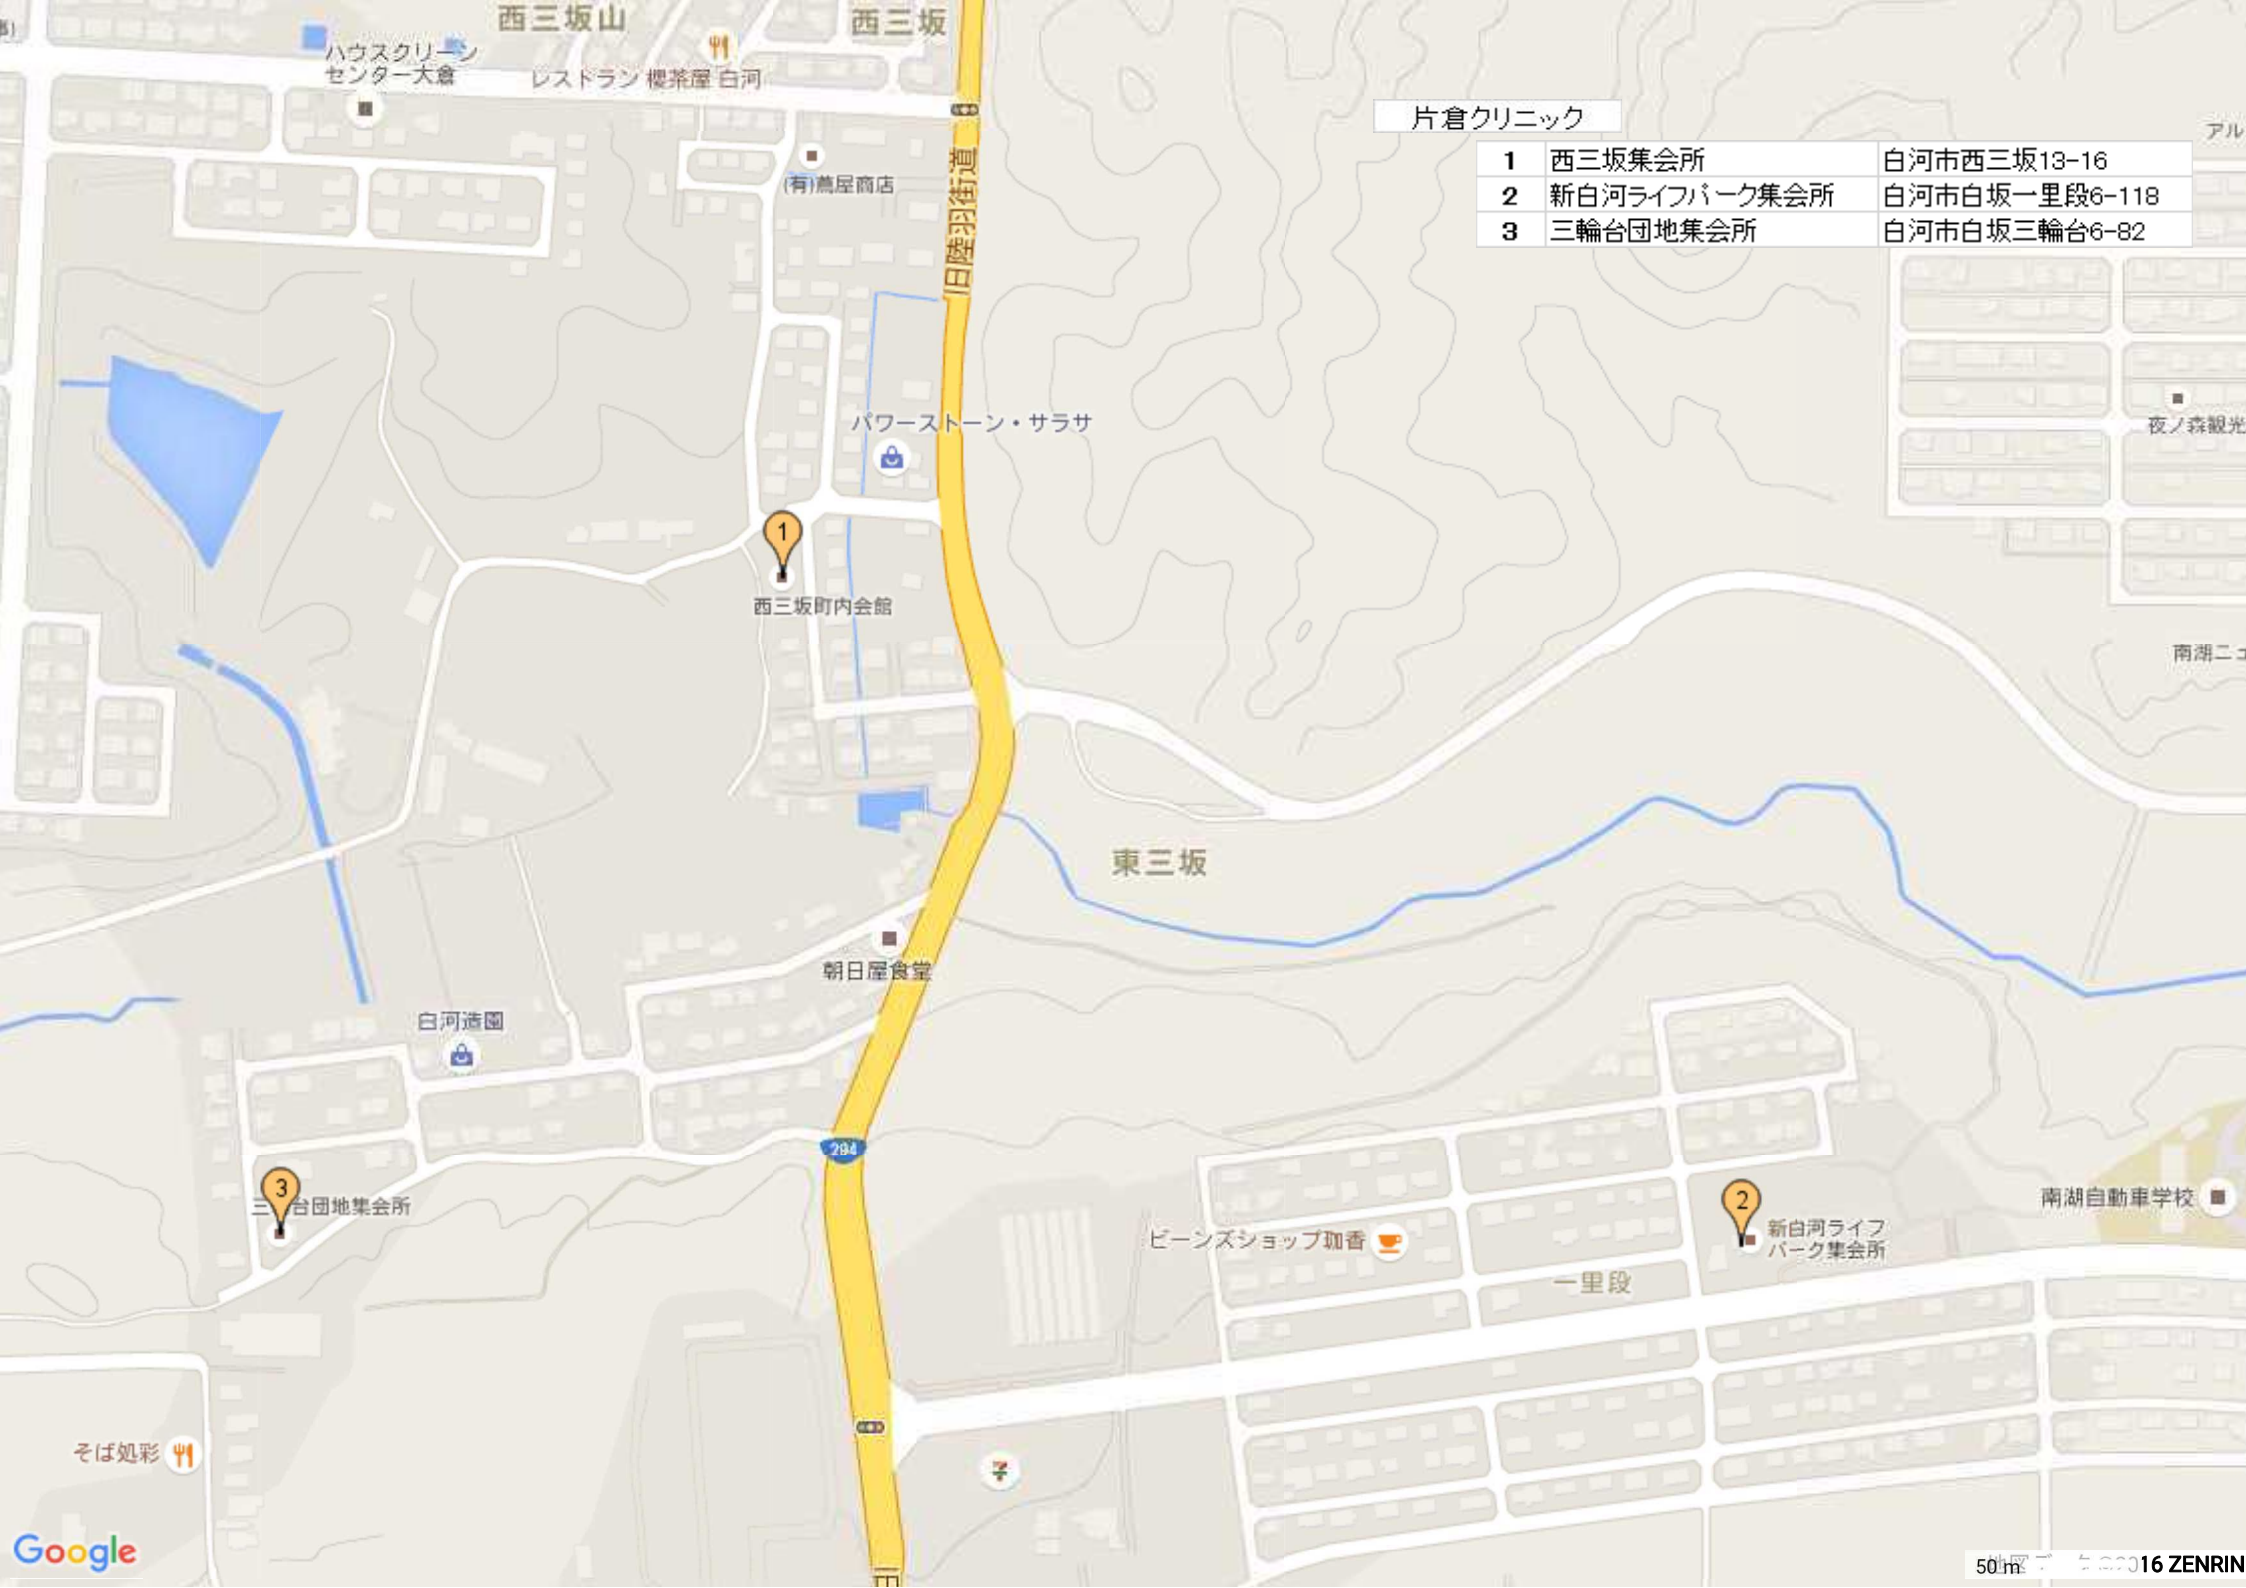 西三坂山
西三坂
ハウスクリーン
センター大倉
レストラン 櫻茶屋 白河
片倉クリニック
アル
1 西三坂集会所 白河市西三坂13-16
2 新白河ライフパーク集会所 白河市白坂一里段6-118
3 三輪台団地集会所 白河市白坂三輪台6-82
(有)蔦屋商店
旧陸羽街道
パワーストーン・サラサ
夜ノ森観光
1
西三坂町内会館
南湖ニュ
東三坂
朝日屋食堂
白河造園
294
3
台団地集会所
2
新白河ライフ
パーク集会所
南湖自動車学校
ビーンズショップ珈香
一里段
そば処彩
7
Google
50 m
16 ZENRIN